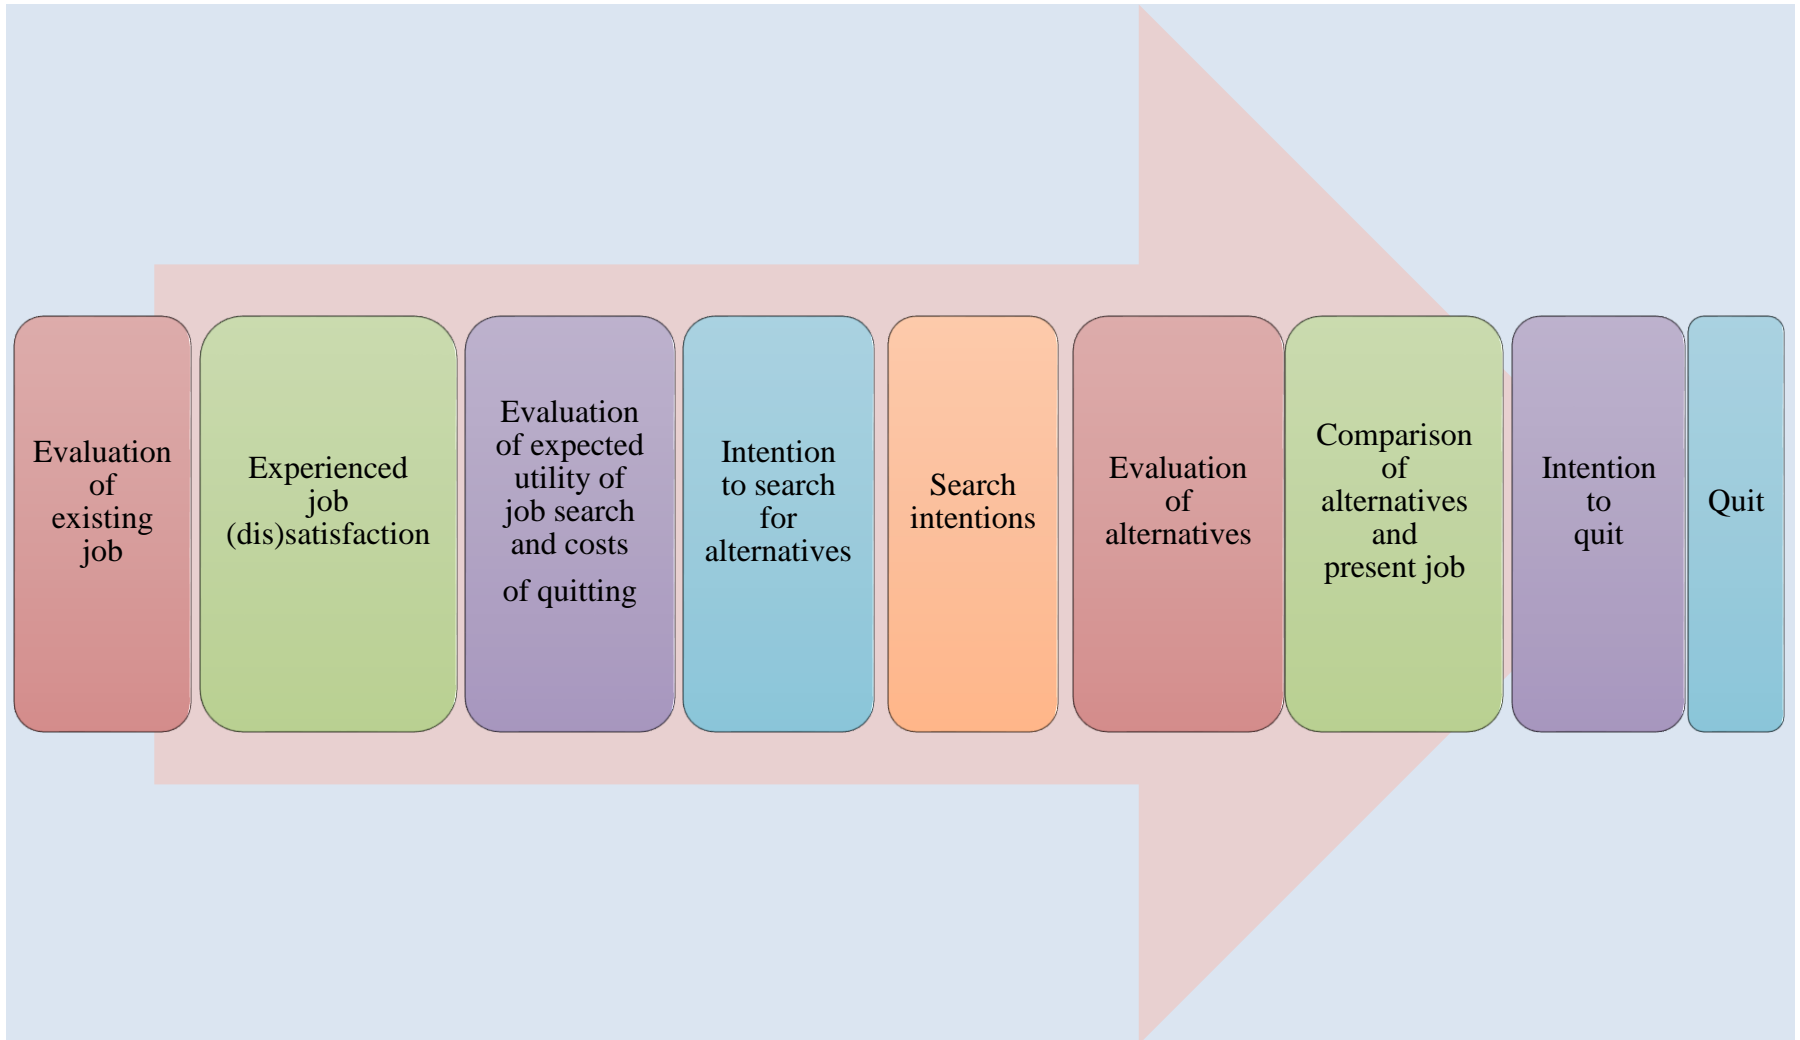 Evaluation
of
existing
job
Experienced
job
(dis)satisfaction
Evaluation
of expected
utility of
job search
and costs
of quitting
Intention
to search
for
alternatives
Search
intentions
Evaluation
of
alternatives
Comparison
of
alternatives
and
present job
Intention
to
quit
Quit